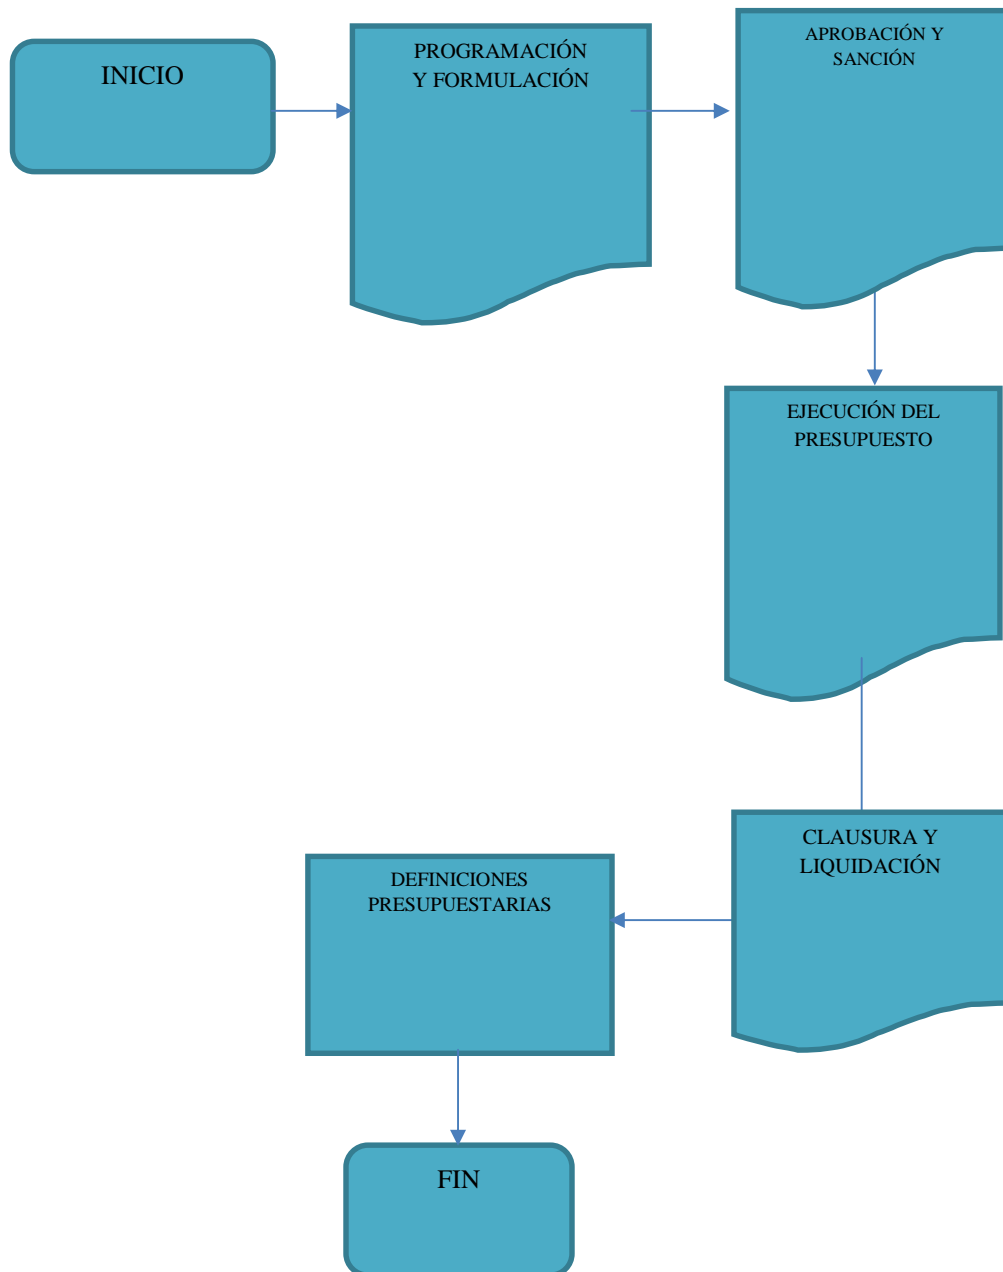 INICIO
PROGRAMACIÓN
Y FORMULACIÓN
APROBACIÓN Y
SANCIÓN
EJECUCIÓN DEL
PRESUPUESTO
CLAUSURA Y
LIQUIDACIÓN
DEFINICIONES
PRESUPUESTARIAS
FIN